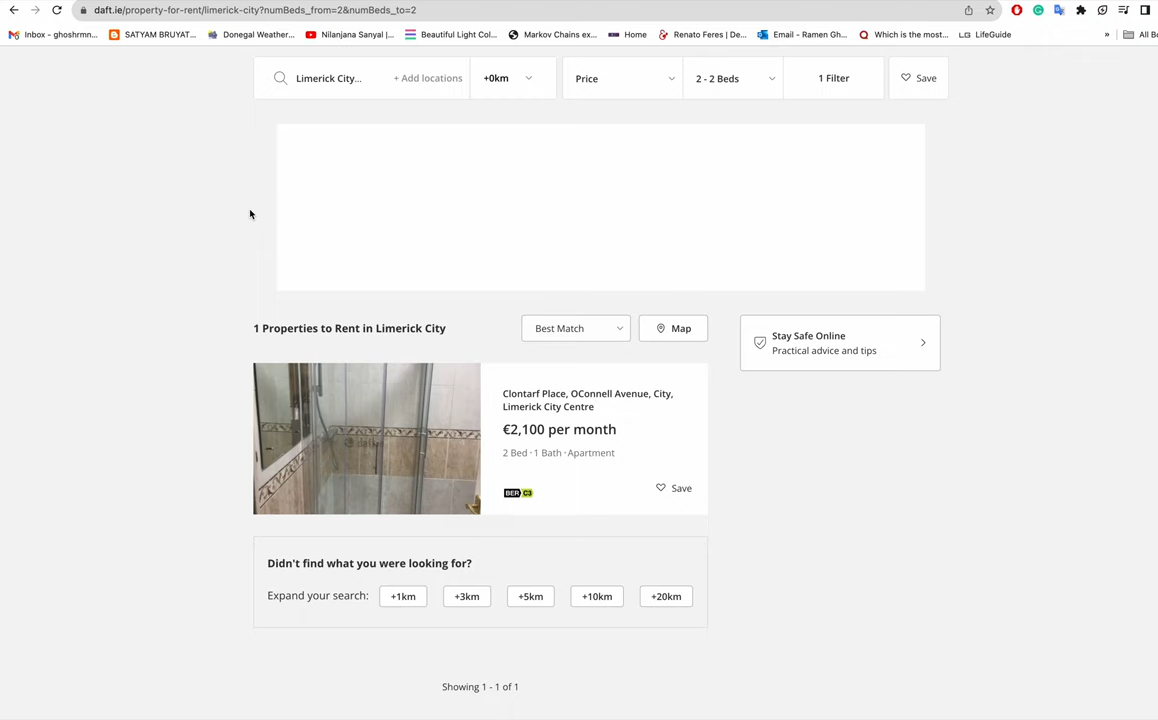 daft.ie/property-for-rent/limerick-city?numBeds_from=2&numBeds_to=2
Inbox - ghoshrmn...
SATYAM BRUYAT...
Donegal Weather...
Nilanjana Sanyal |...
Beautiful Light Col...
Markov Chains ex...
Home
Renato Feres | De...
Email - Ramen Gh...
Which is the most...
LG LifeGuide
»
All Bo
Limerick City...
+ Add locations
+0km
Price
2 - 2 Beds
1 Filter
Save
1 Properties to Rent in Limerick City
Best Match
Map
Stay Safe Online
Practical advice and tips
Clontarf Place, OConnell Avenue, City,
Limerick City Centre
€2,100 per month
2 Bed · 1 Bath · Apartment
BER C3
Save
Didn't find what you were looking for?
Expand your search:
+1km
+3km
+5km
+10km
+20km
Showing 1 - 1 of 1